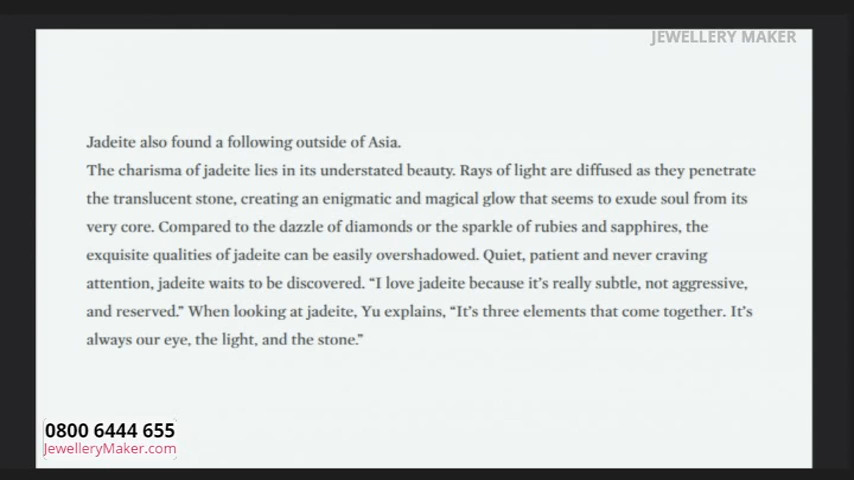 JEWELLERY MAKER
Jadeite also found a following outside of Asia.
The charisma of jadeite lies in its understated beauty. Rays of light are diffused as they penetrate
the translucent stone, creating an enigmatic and magical glow that seems to exude soul from its
very core. Compared to the dazzle of diamonds or the sparkle of rubies and sapphires, the
exquisite qualities of jadeite can be easily overshadowed. Quiet, patient and never craving
attention, jadeite waits to be discovered. “I love jadeite because it’s really subtle, not aggressive,
and reserved.” When looking at jadeite, Yu explains, “It’s three elements that come together. It’s
always our eye, the light, and the stone.”
0800 6444 655
JewelleryMaker.com